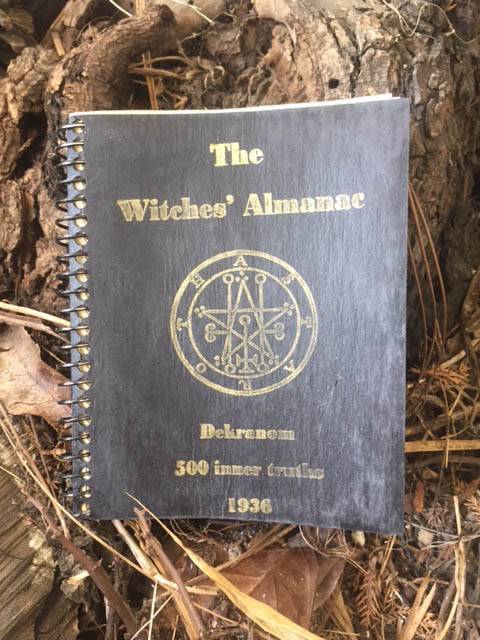 The
Witches' Almanac
A S T A R O T H
Dekranom
500 inner truths
1936